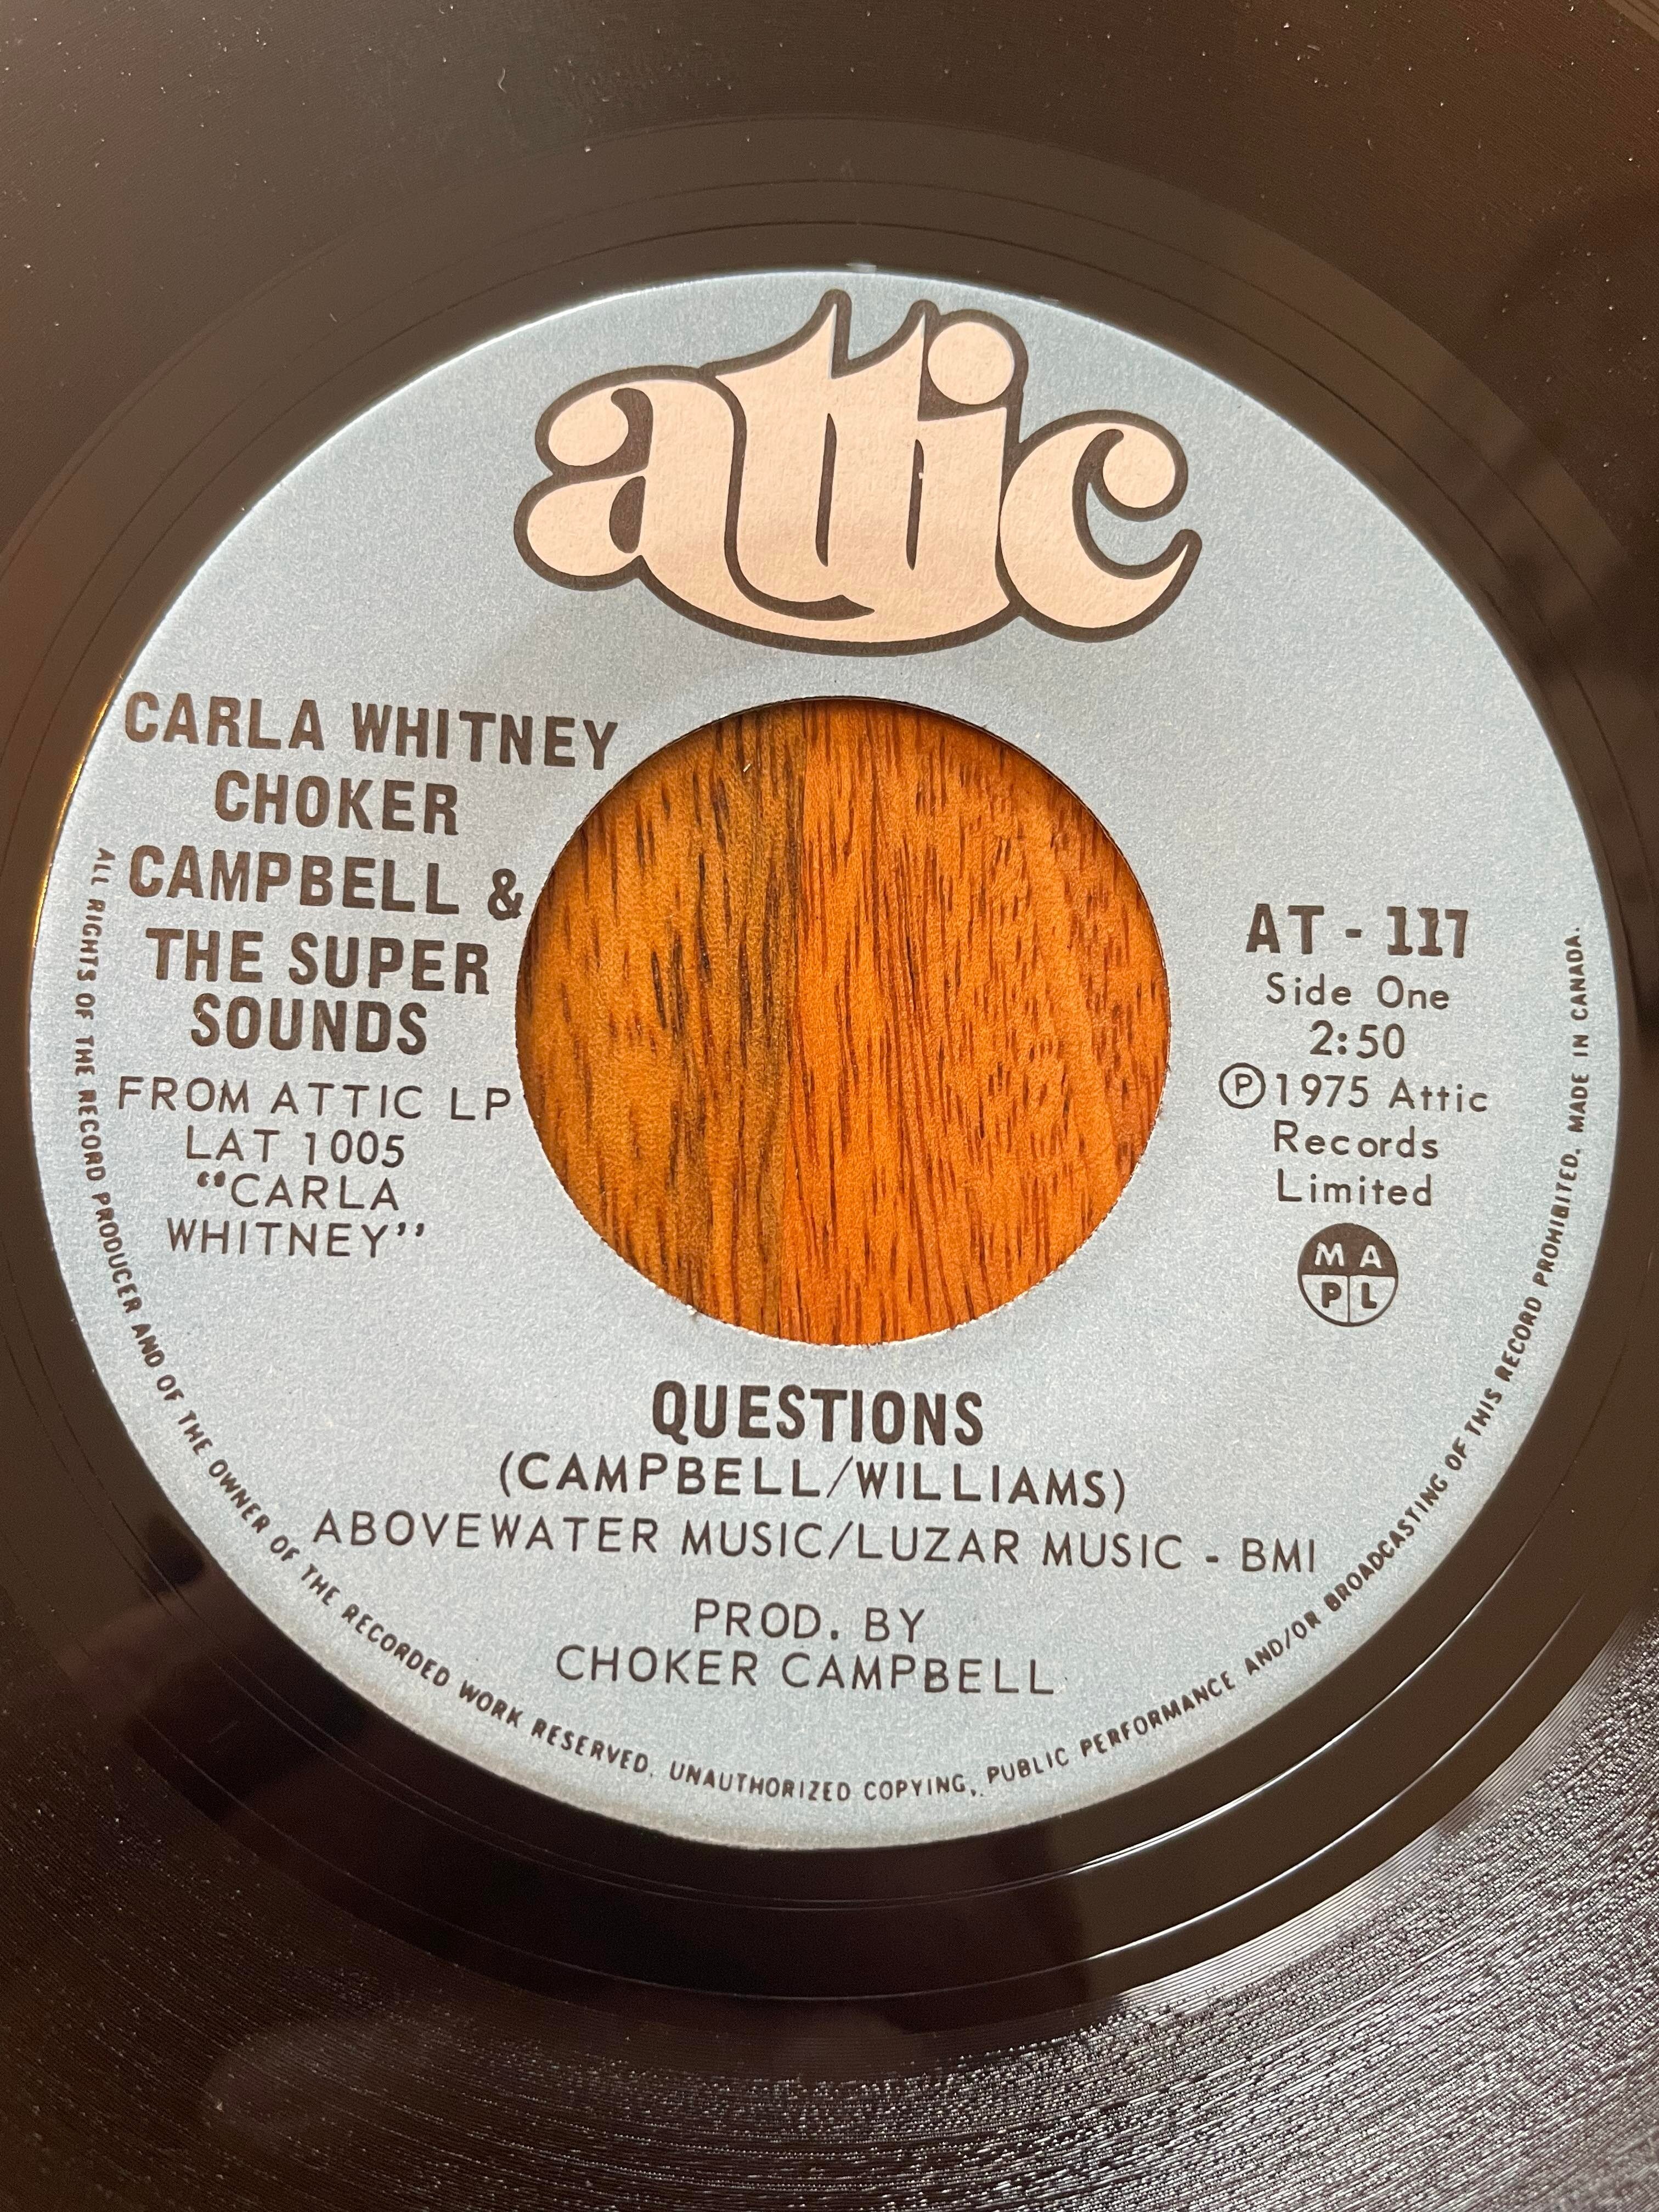 attic
CARLA WHITNEY
CHOKER
CAMPBELL &
THE SUPER
SOUNDS
FROM ATTIC LP
LAT 1005
“CARLA
WHITNEY”
AT - 117
Side One
2:50
Ⓟ1975 Attic
Records
Limited
M A
P L
QUESTIONS
(CAMPBELL/WILLIAMS)
ABOVEWATER MUSIC/LUZAR MUSIC - BMI
PROD. BY
CHOKER CAMPBELL
ALL RIGHTS OF THE RECORD PRODUCER AND OF THE OWNER OF THE RECORDED WORK RESERVED. UNAUTHORIZED COPYING, PUBLIC PERFORMANCE AND/OR BROADCASTING OF THIS RECORD PROHIBITED. MADE IN CANADA.